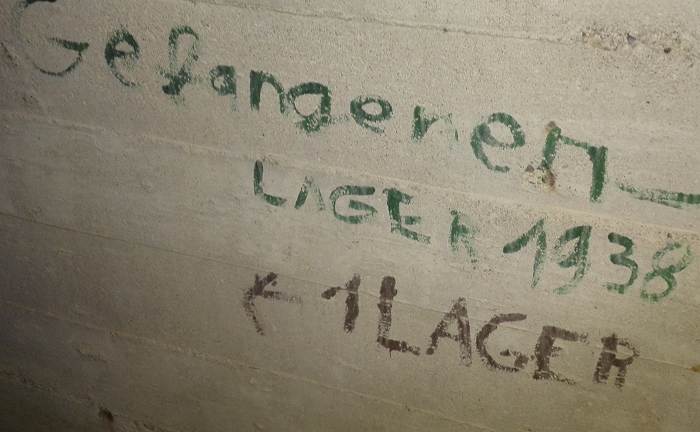 Gefangenen
LAGER 1938
← 1 LAGER